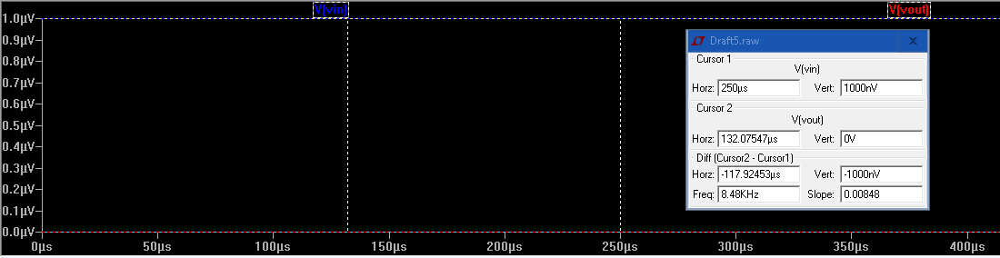 V(vin) V(vout)
1.0µV
0.9µV
0.8µV
0.7µV
0.6µV
0.5µV
0.4µV
0.3µV
0.2µV
0.1µV
0.0µV
0µs 50µs 100µs 150µs 200µs 250µs 300µs 350µs 400µs
Draft5.raw
Cursor 1
V(vin)
Horz: 250µs Vert: 1000nV
Cursor 2
V(vout)
Horz: 132.07547µs Vert: 0V
Diff (Cursor2 - Cursor1)
Horz: -117.92453µs Vert: -1000nV
Freq: 8.48KHz Slope: 0.00848